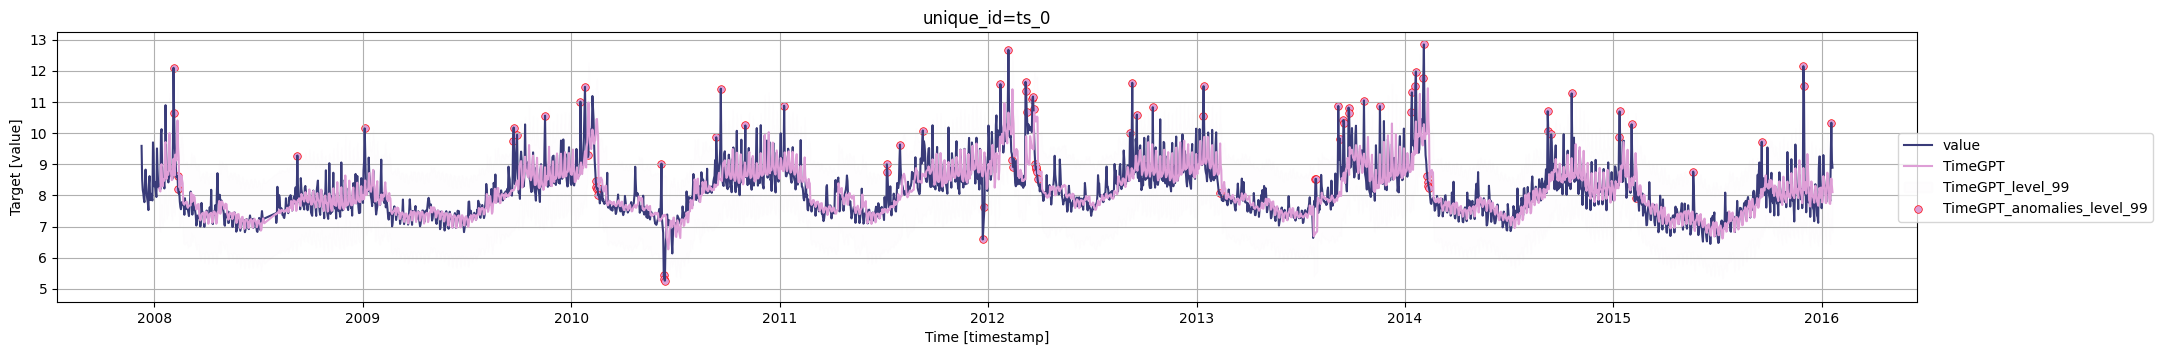 unique_id=ts_0
Target [value]
13
12
11
10
9
8
7
6
5
2008 2009 2010 2011 2012 2013 2014 2015 2016
Time [timestamp]
value
TimeGPT
TimeGPT_level_99
TimeGPT_anomalies_level_99